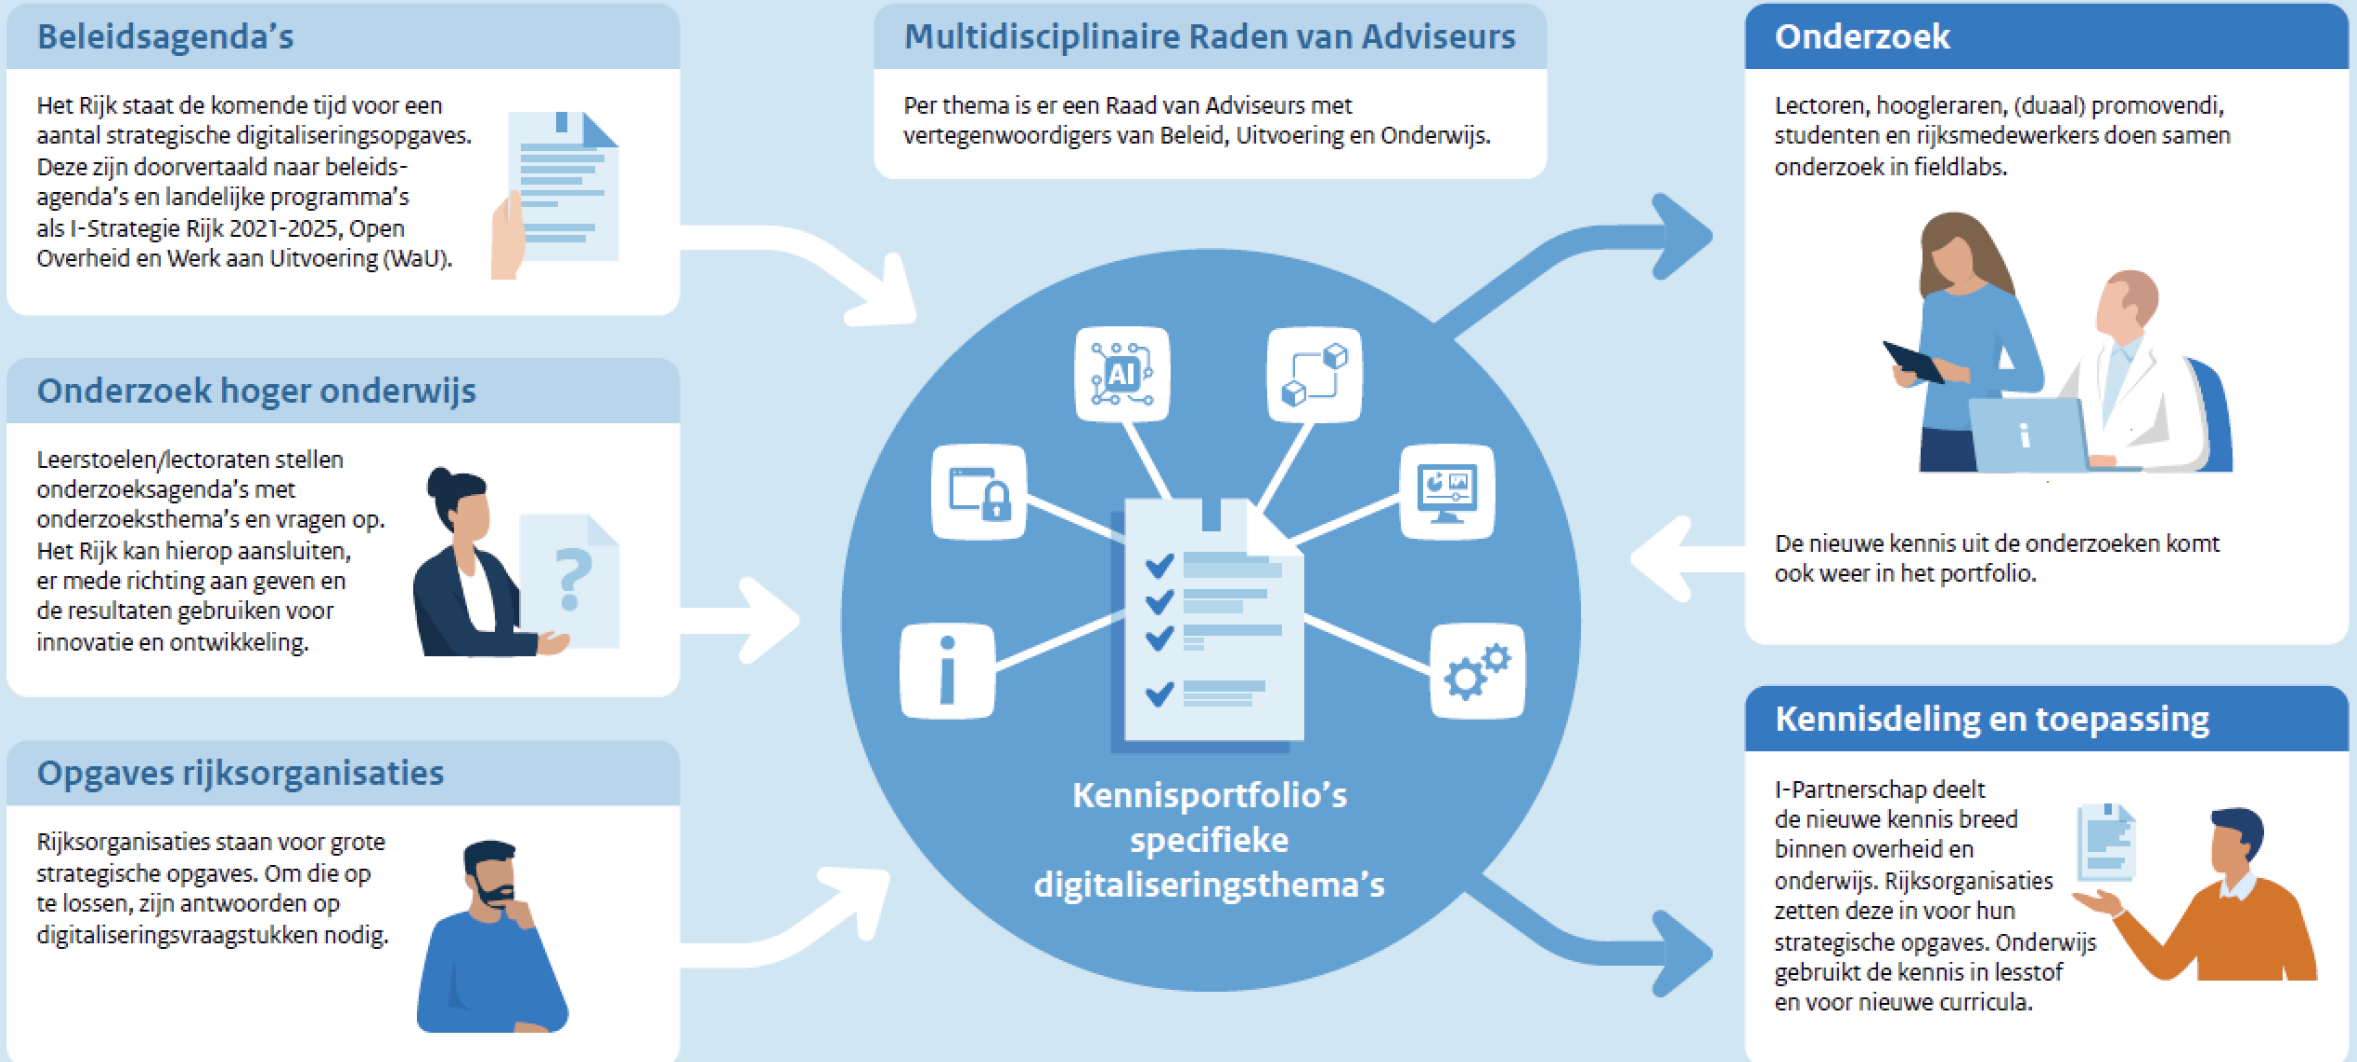 Beleidsagenda's
Het Rijk staat de komende tijd voor een
aantal strategische digitaliseringsopgaves.
Deze zijn doorvertaald naar beleids-
agenda's en landelijke programma's
als I-Strategie Rijk 2021-2025, Open
Overheid en Werk aan Uitvoering (WaU).
Onderzoek hoger onderwijs
Leerstoelen/lectoraten stellen
onderzoeksagenda's met
onderzoeksthema's en vragen op.
Het Rijk kan hierop aansluiten,
er mede richting aan geven en
de resultaten gebruiken voor
innovatie en ontwikkeling.
?
Opgaves rijksorganisaties
Rijksorganisaties staan voor grote
strategische opgaves. Om die op
te lossen, zijn antwoorden op
digitaliseringsvraagstukken nodig.
Multidisciplinaire Raden van Adviseurs
Per thema is er een Raad van Adviseurs met
vertegenwoordigers van Beleid, Uitvoering en Onderwijs.
AI
i
Kennisportfolio's
specifieke
digitaliseringsthema's
Onderzoek
Lectoren, hoogleraren, (duaal) promovendi,
studenten en rijksmedewerkers doen samen
onderzoek in fieldlabs.
i
De nieuwe kennis uit de onderzoeken komt
ook weer in het portfolio.
Kennisdeling en toepassing
I-Partnerschap deelt
de nieuwe kennis breed
binnen overheid en
onderwijs. Rijksorganisaties
zetten deze in voor hun
strategische opgaves. Onderwijs
gebruikt de kennis in lesstof
en voor nieuwe curricula.